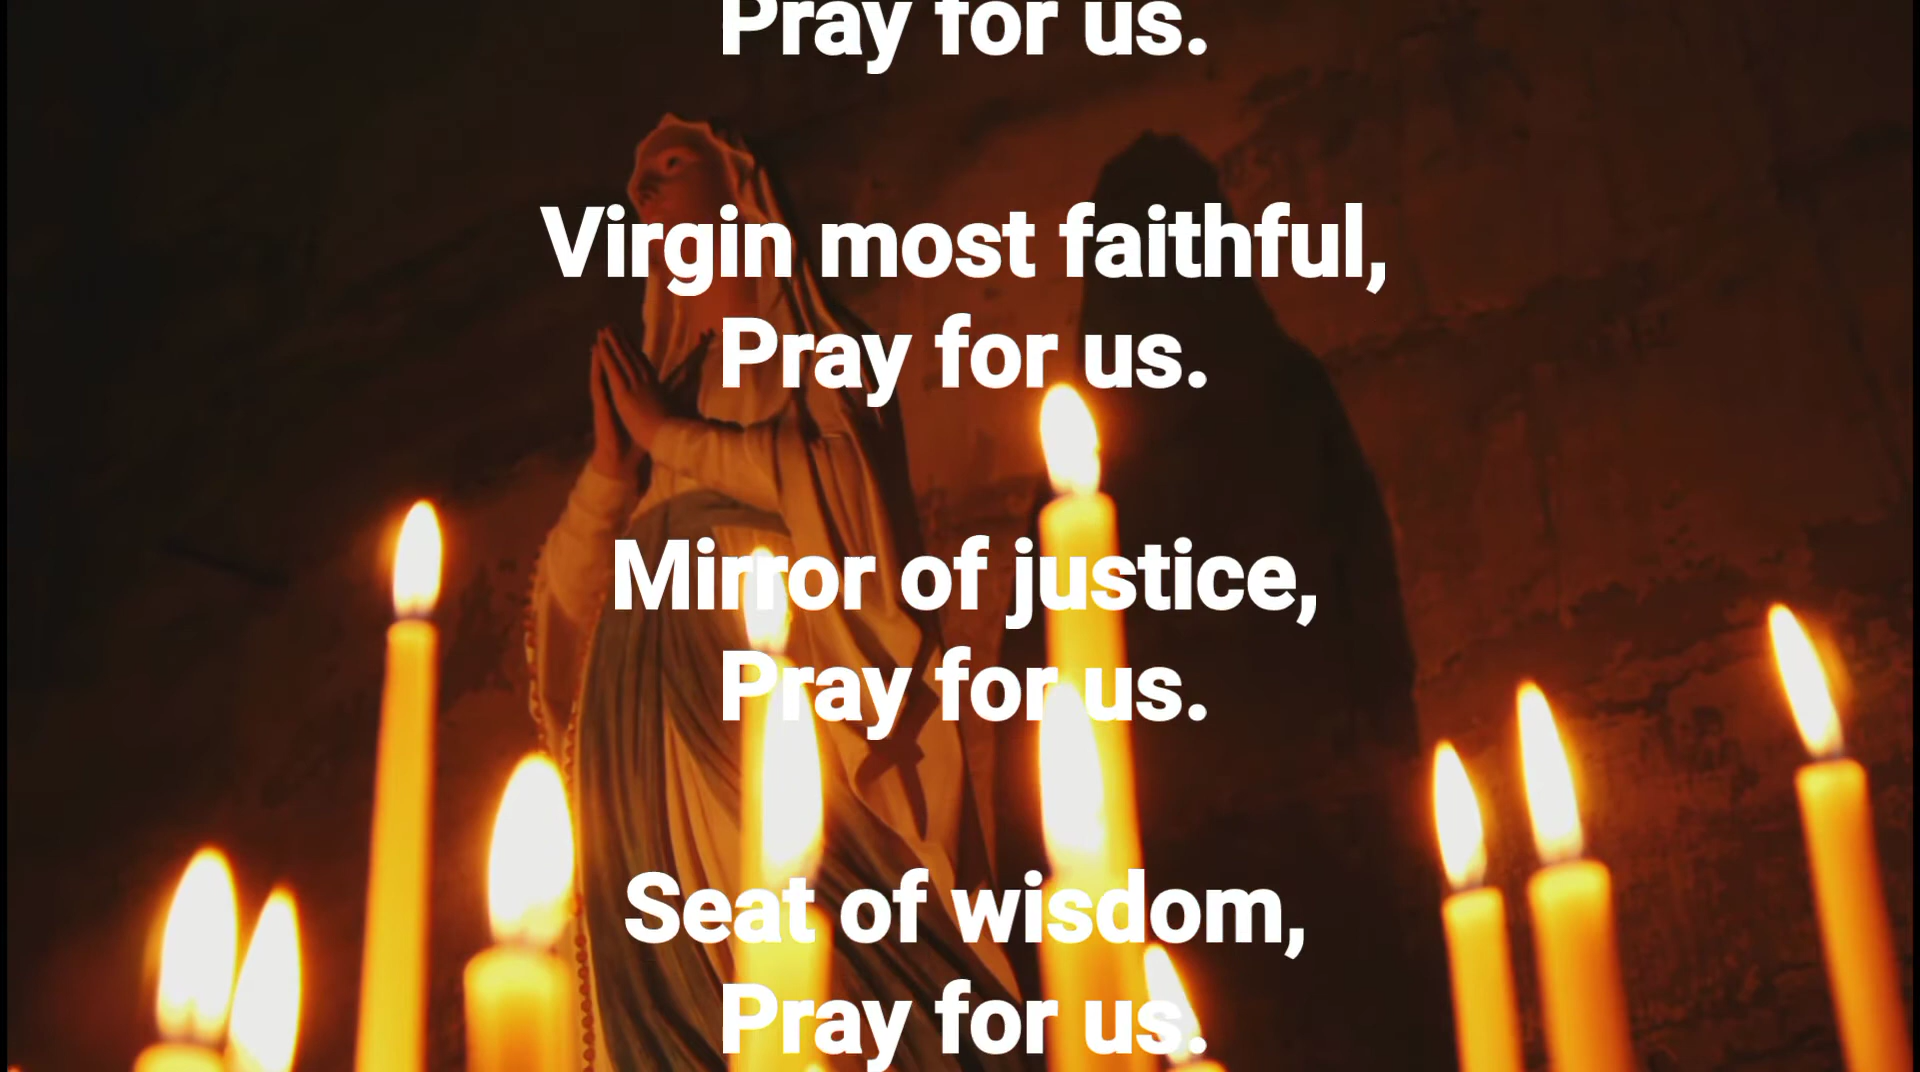 Pray for us.
Virgin most faithful,
Pray for us.
Mirror of justice,
Pray for us.
Seat of wisdom,
Pray for us.